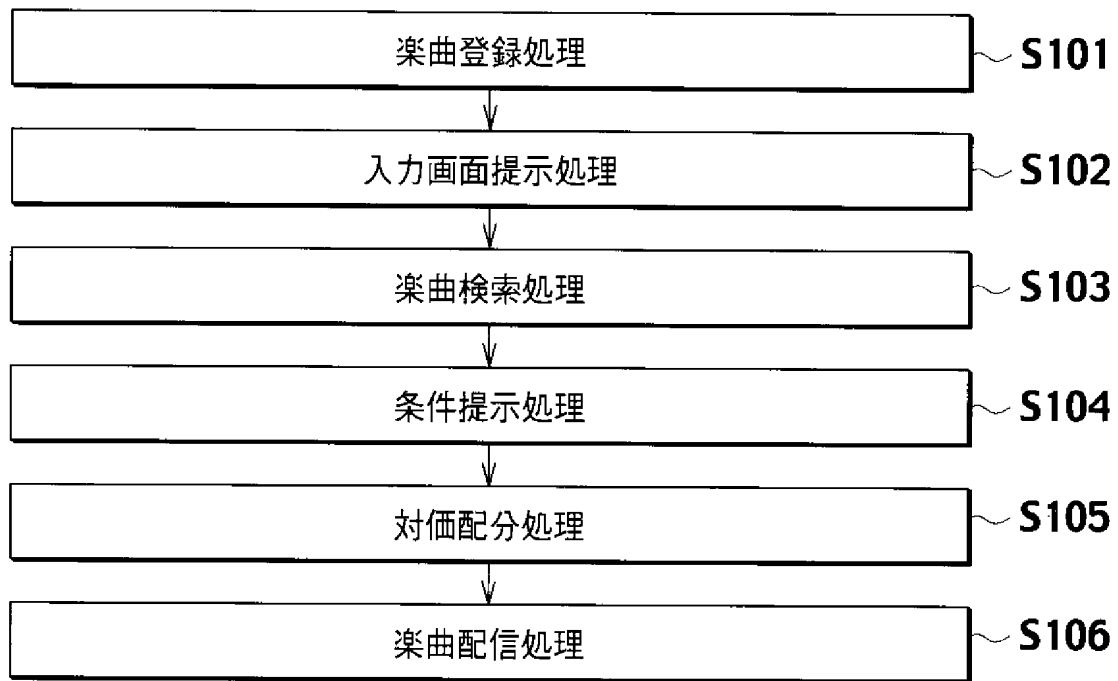 楽曲登録処理 S101
入力画面提示処理 S102
楽曲検索処理 S103
条件提示処理 S104
対価配分処理 S105
楽曲配信処理 S106